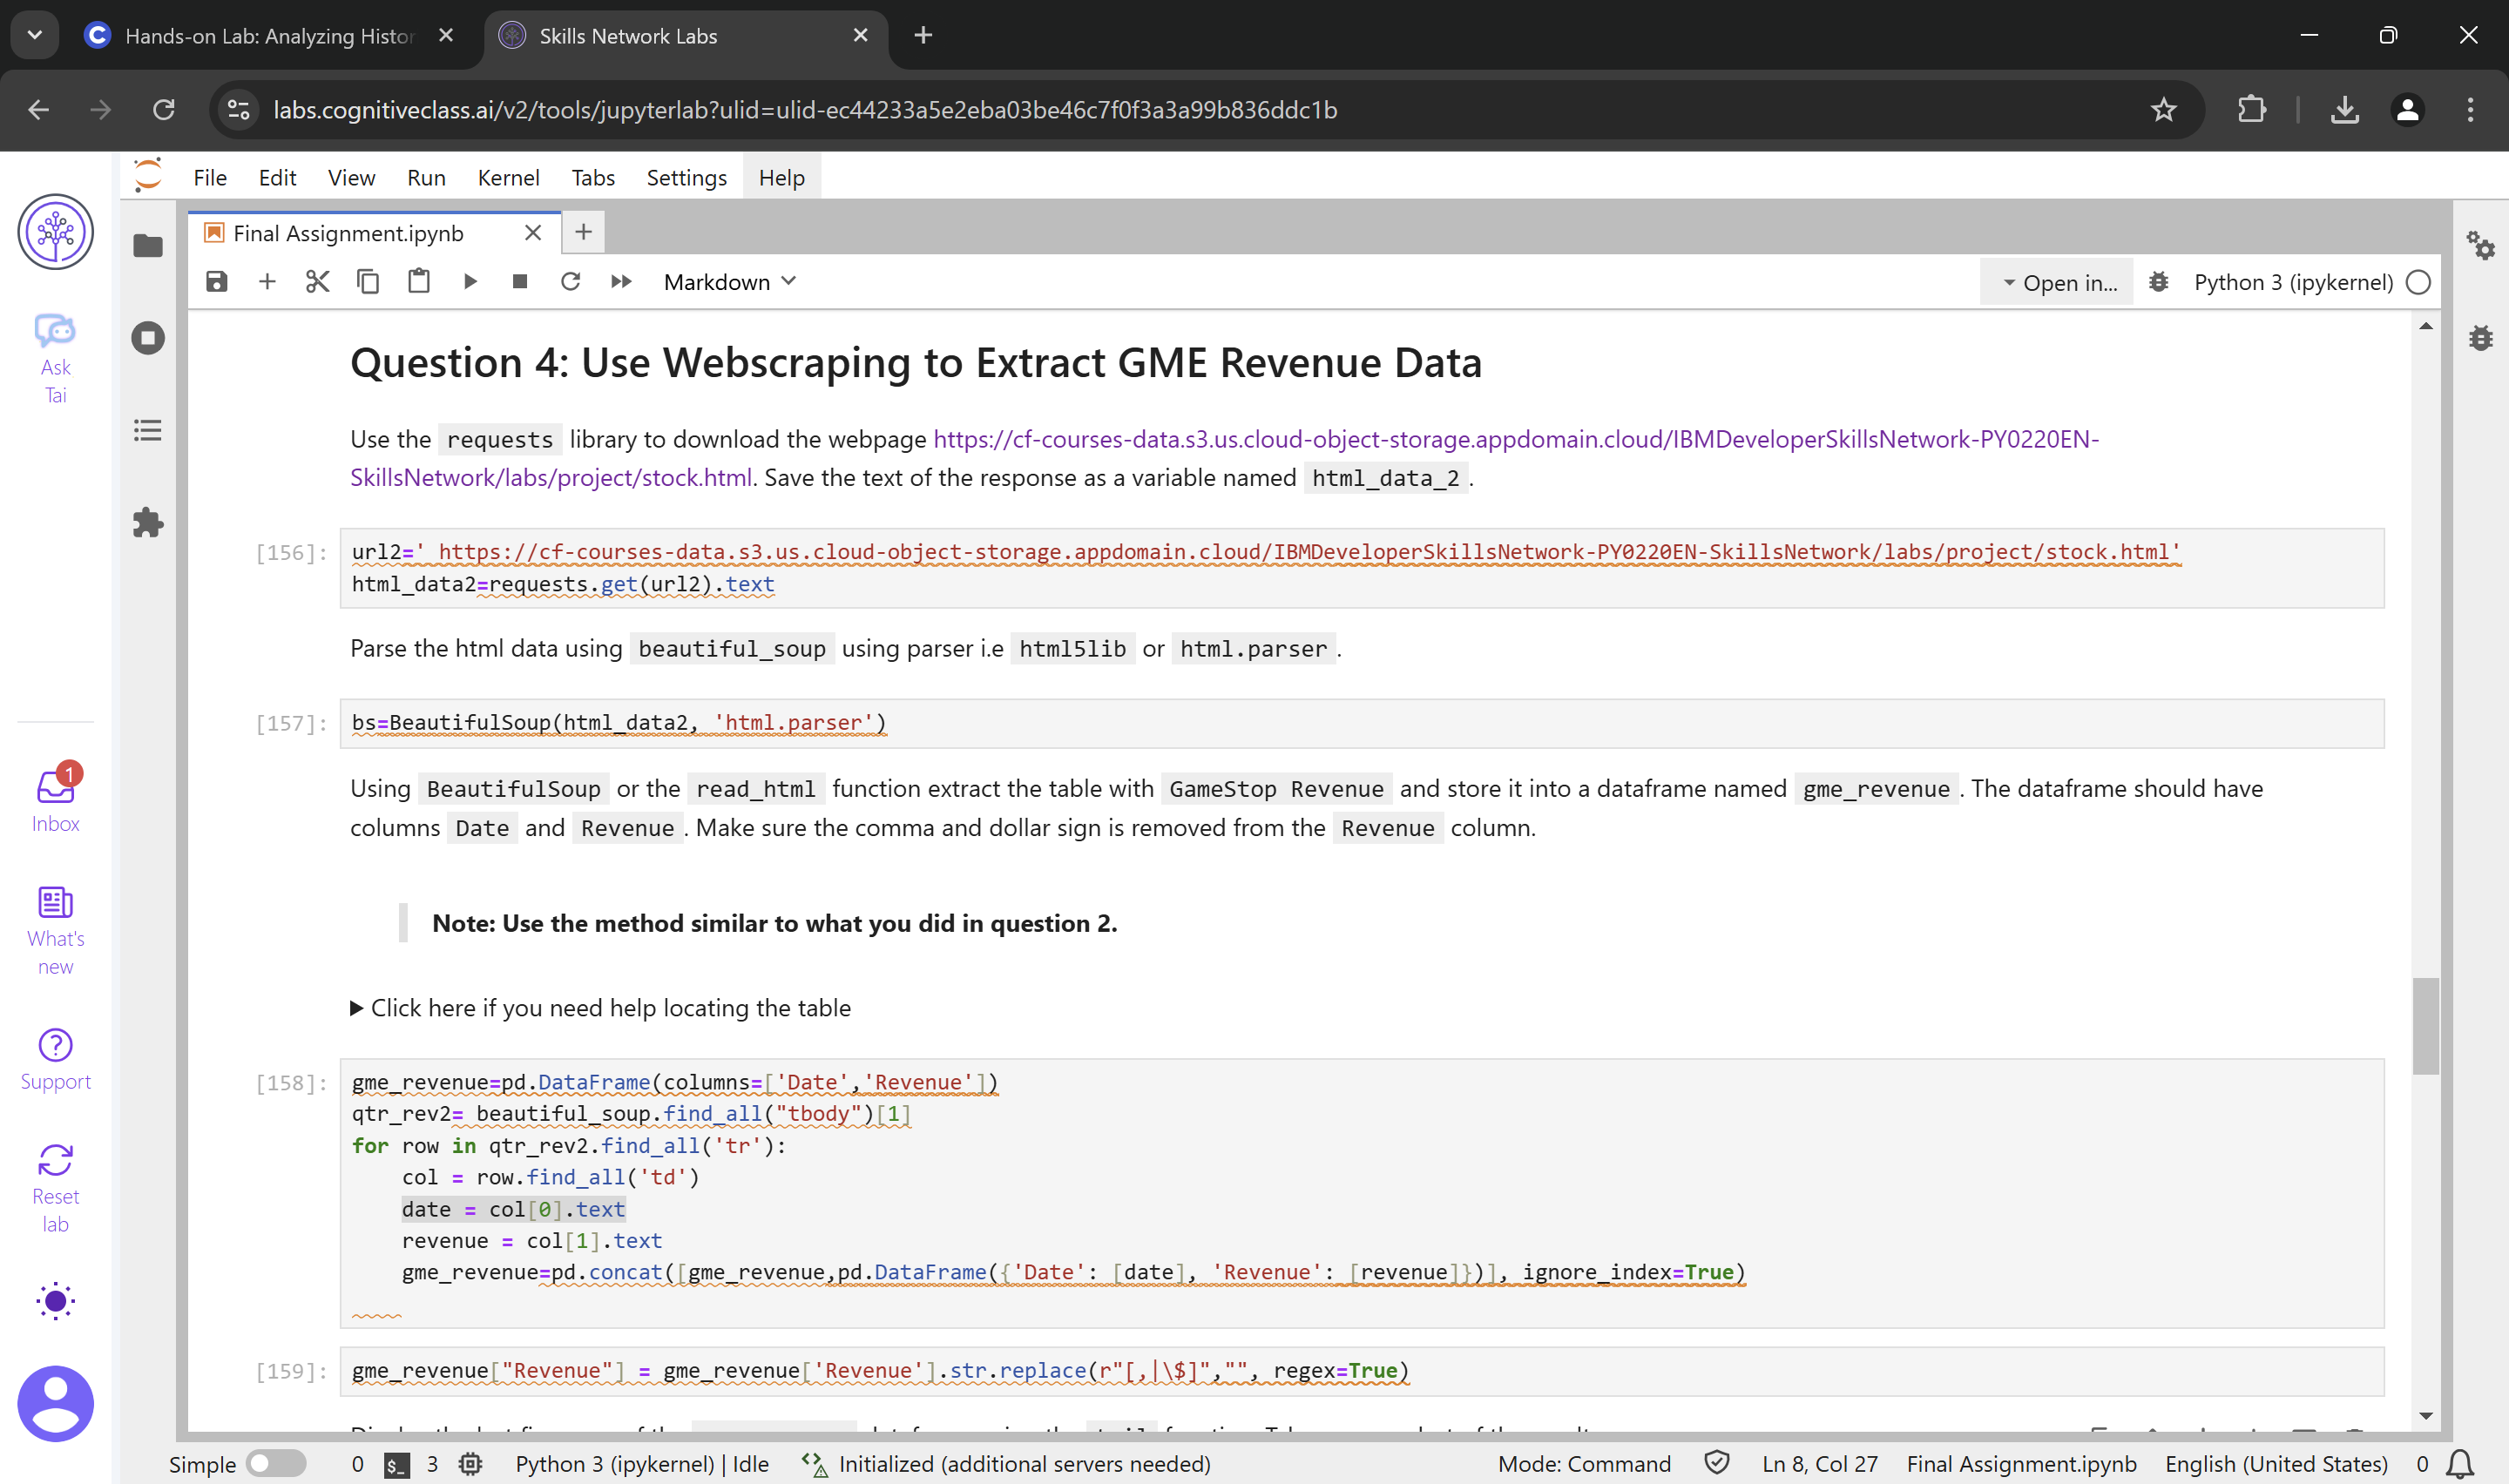 Hands-on Lab: Analyzing Histor
Skills Network Labs
labs.cognitiveclass.ai/v2/tools/jupyterlab?ulid=ulid-ec44233a5e2eba03be46c7f0f3a3a99b836ddc1b
File Edit View Run Kernel Tabs Settings Help
Final Assignment.ipynb
Markdown
Open in...
Python 3 (ipykernel)
Ask
Tai
Question 4: Use Webscraping to Extract GME Revenue Data
Use the requests library to download the webpage https://cf-courses-data.s3.us.cloud-object-storage.appdomain.cloud/IBMDeveloperSkillsNetwork-PY0220EN-
SkillsNetwork/labs/project/stock.html. Save the text of the response as a variable named html_data_2.
[156]: url2=' https://cf-courses-data.s3.us.cloud-object-storage.appdomain.cloud/IBMDeveloperSkillsNetwork-PY0220EN-SkillsNetwork/labs/project/stock.html'
html_data2=requests.get(url2).text
Parse the html data using beautiful_soup using parser i.e html5lib or html.parser.
[157]: bs=BeautifulSoup(html_data2, 'html.parser')
Using BeautifulSoup or the read_html function extract the table with GameStop Revenue and store it into a dataframe named gme_revenue. The dataframe should have
columns Date and Revenue. Make sure the comma and dollar sign is removed from the Revenue column.
Note: Use the method similar to what you did in question 2.
Click here if you need help locating the table
[158]: gme_revenue=pd.DataFrame(columns=['Date','Revenue'])
qtr_rev2= beautiful_soup.find_all("tbody")[1]
for row in qtr_rev2.find_all('tr'):
    col = row.find_all('td')
    date = col[0].text
    revenue = col[1].text
    gme_revenue=pd.concat([gme_revenue,pd.DataFrame({'Date': [date], 'Revenue': [revenue]})], ignore_index=True)
[159]: gme_revenue["Revenue"] = gme_revenue['Revenue'].str.replace(r"[,|\$]","", regex=True)
1
Inbox
What's
new
Support
Reset
lab
Simple 0 3 Python 3 (ipykernel) | Idle Initialized (additional servers needed) Mode: Command Ln 8, Col 27 Final Assignment.ipynb English (United States) 0